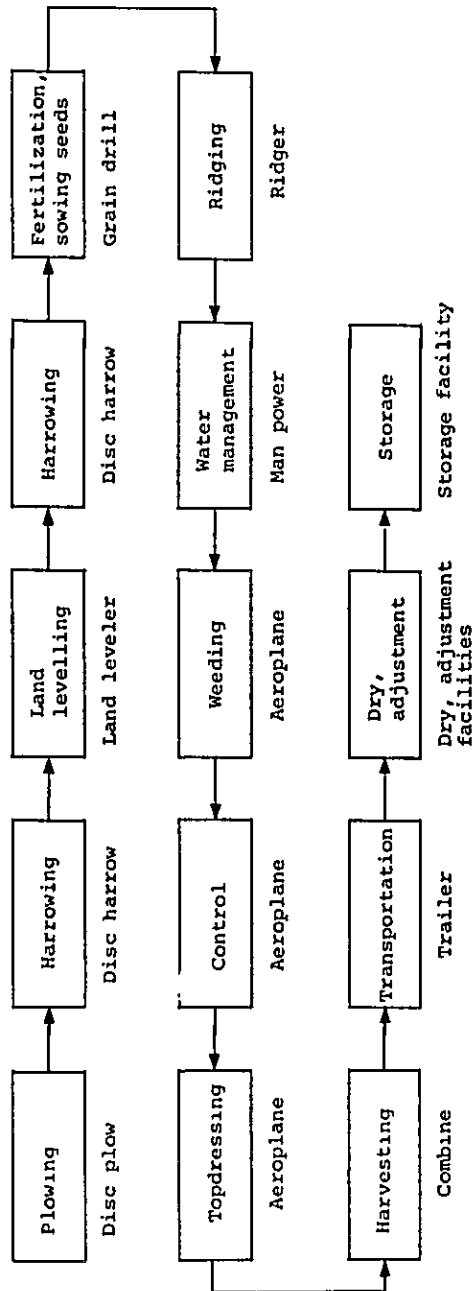 Plowing
Disc plow
Harrowing
Disc harrow
Land
levelling
Land leveler
Harrowing
Disc harrow
Fertilization,
sowing seeds
Grain drill
Ridging
Ridger
Water
management
Man power
Weeding
Aeroplane
Control
Aeroplane
Topdressing
Aeroplane
Harvesting
Combine
Transportation
Trailer
Dry,
adjustment
Dry, adjustment
facilities
Storage
Storage facility